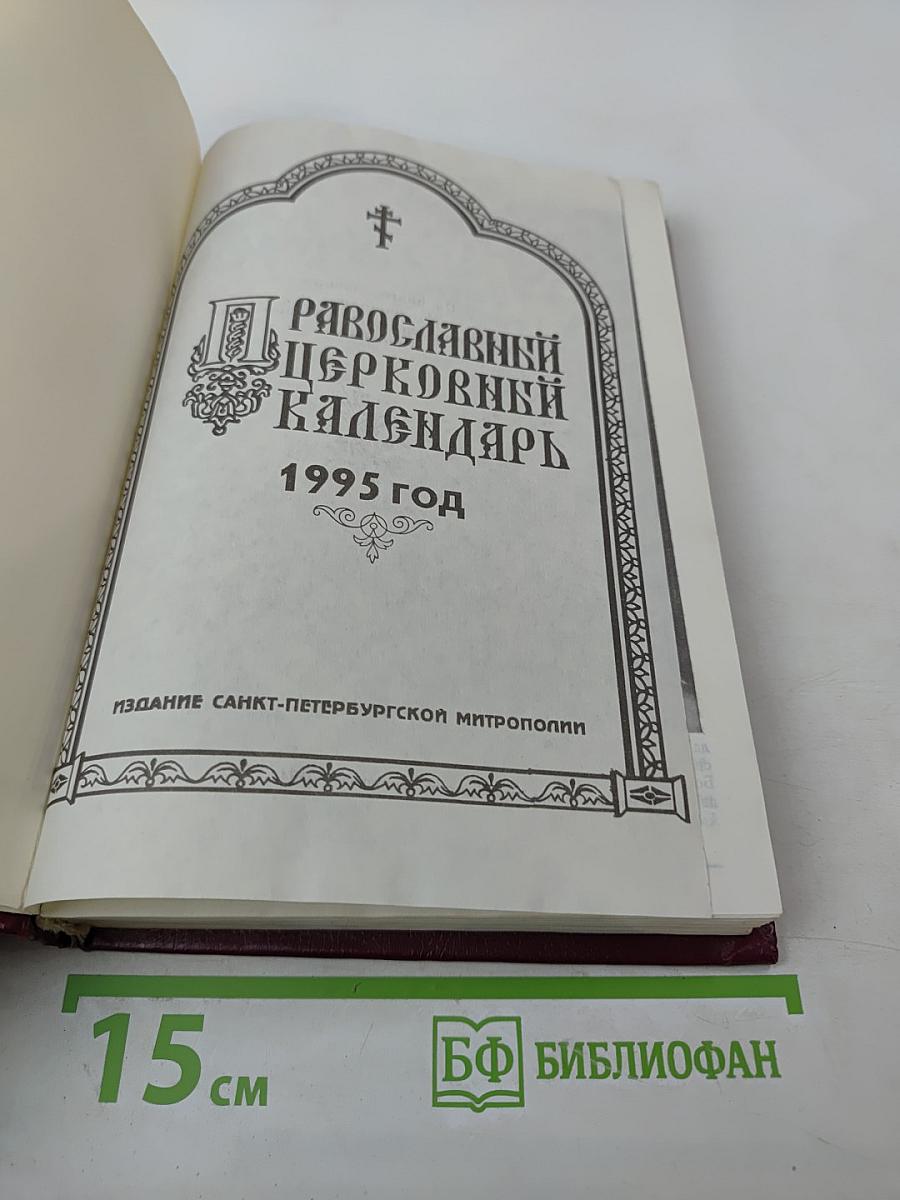 ПРАВОСЛАВНЫЙ
ЦЕРКОВНЫЙ
КАЛЕНДАРЬ
1995 ГОД
ИЗДАНИЕ САНКТ-ПЕТЕРБУРГСКОЙ МИТРОПОЛИИ
15 см
БФ БИБЛИОФАН